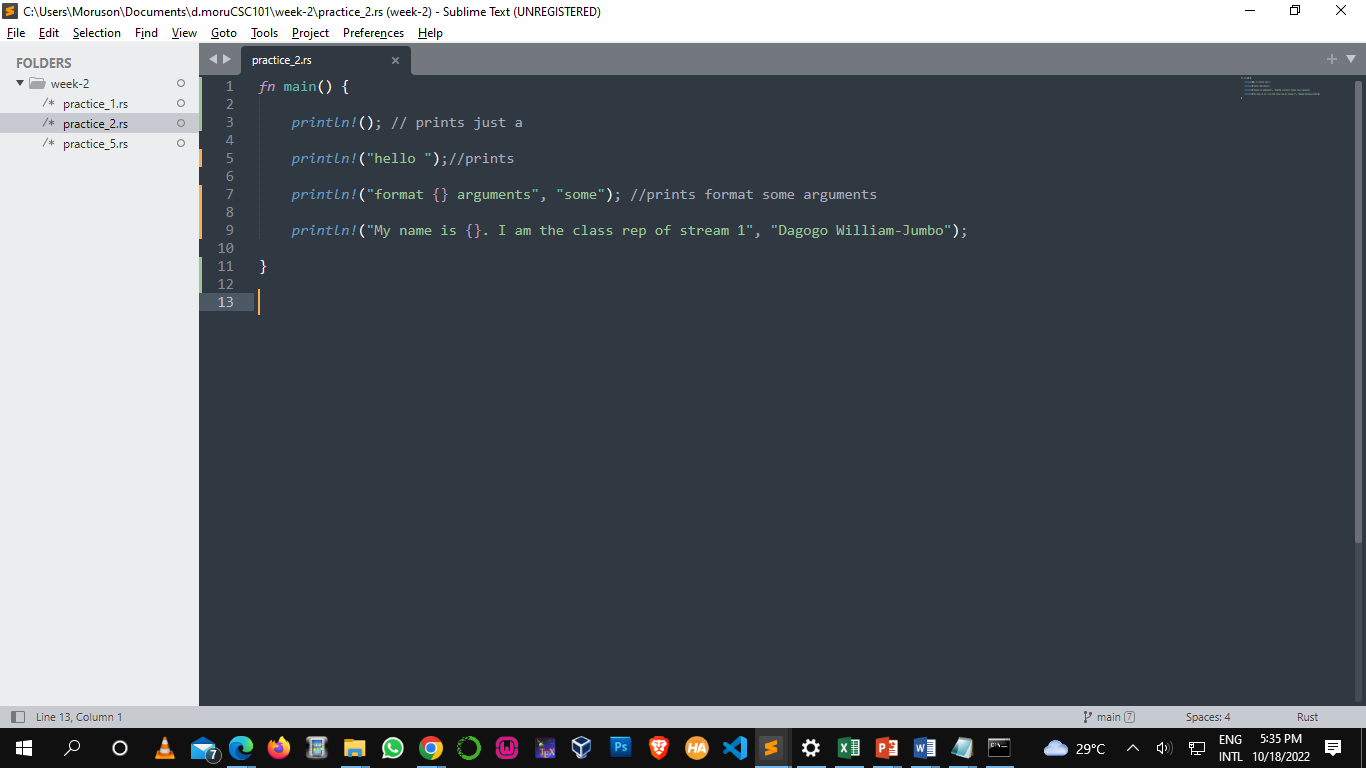 C:\Users\Moruson\Documents\d.moruCSC101\week-2\practice_2.rs (week-2) - Sublime Text (UNREGISTERED)
File Edit Selection Find View Goto Tools Project Preferences Help
FOLDERS
week-2
/* practice_1.rs
/* practice_2.rs
/* practice_5.rs
practice_2.rs
1 fn main() {
2
3 println!(); // prints just a
4
5 println!("hello ");//prints
6
7 println!("format {} arguments", "some"); //prints format some arguments
8
9 println!("My name is {}. I am the class rep of stream 1", "Dagogo William-Jumbo");
10
11 }
12
13
Line 13, Column 1 main 7 Spaces: 4 Rust
7 Ps HA 29°C ENG 5:35 PM
INTL 10/18/2022